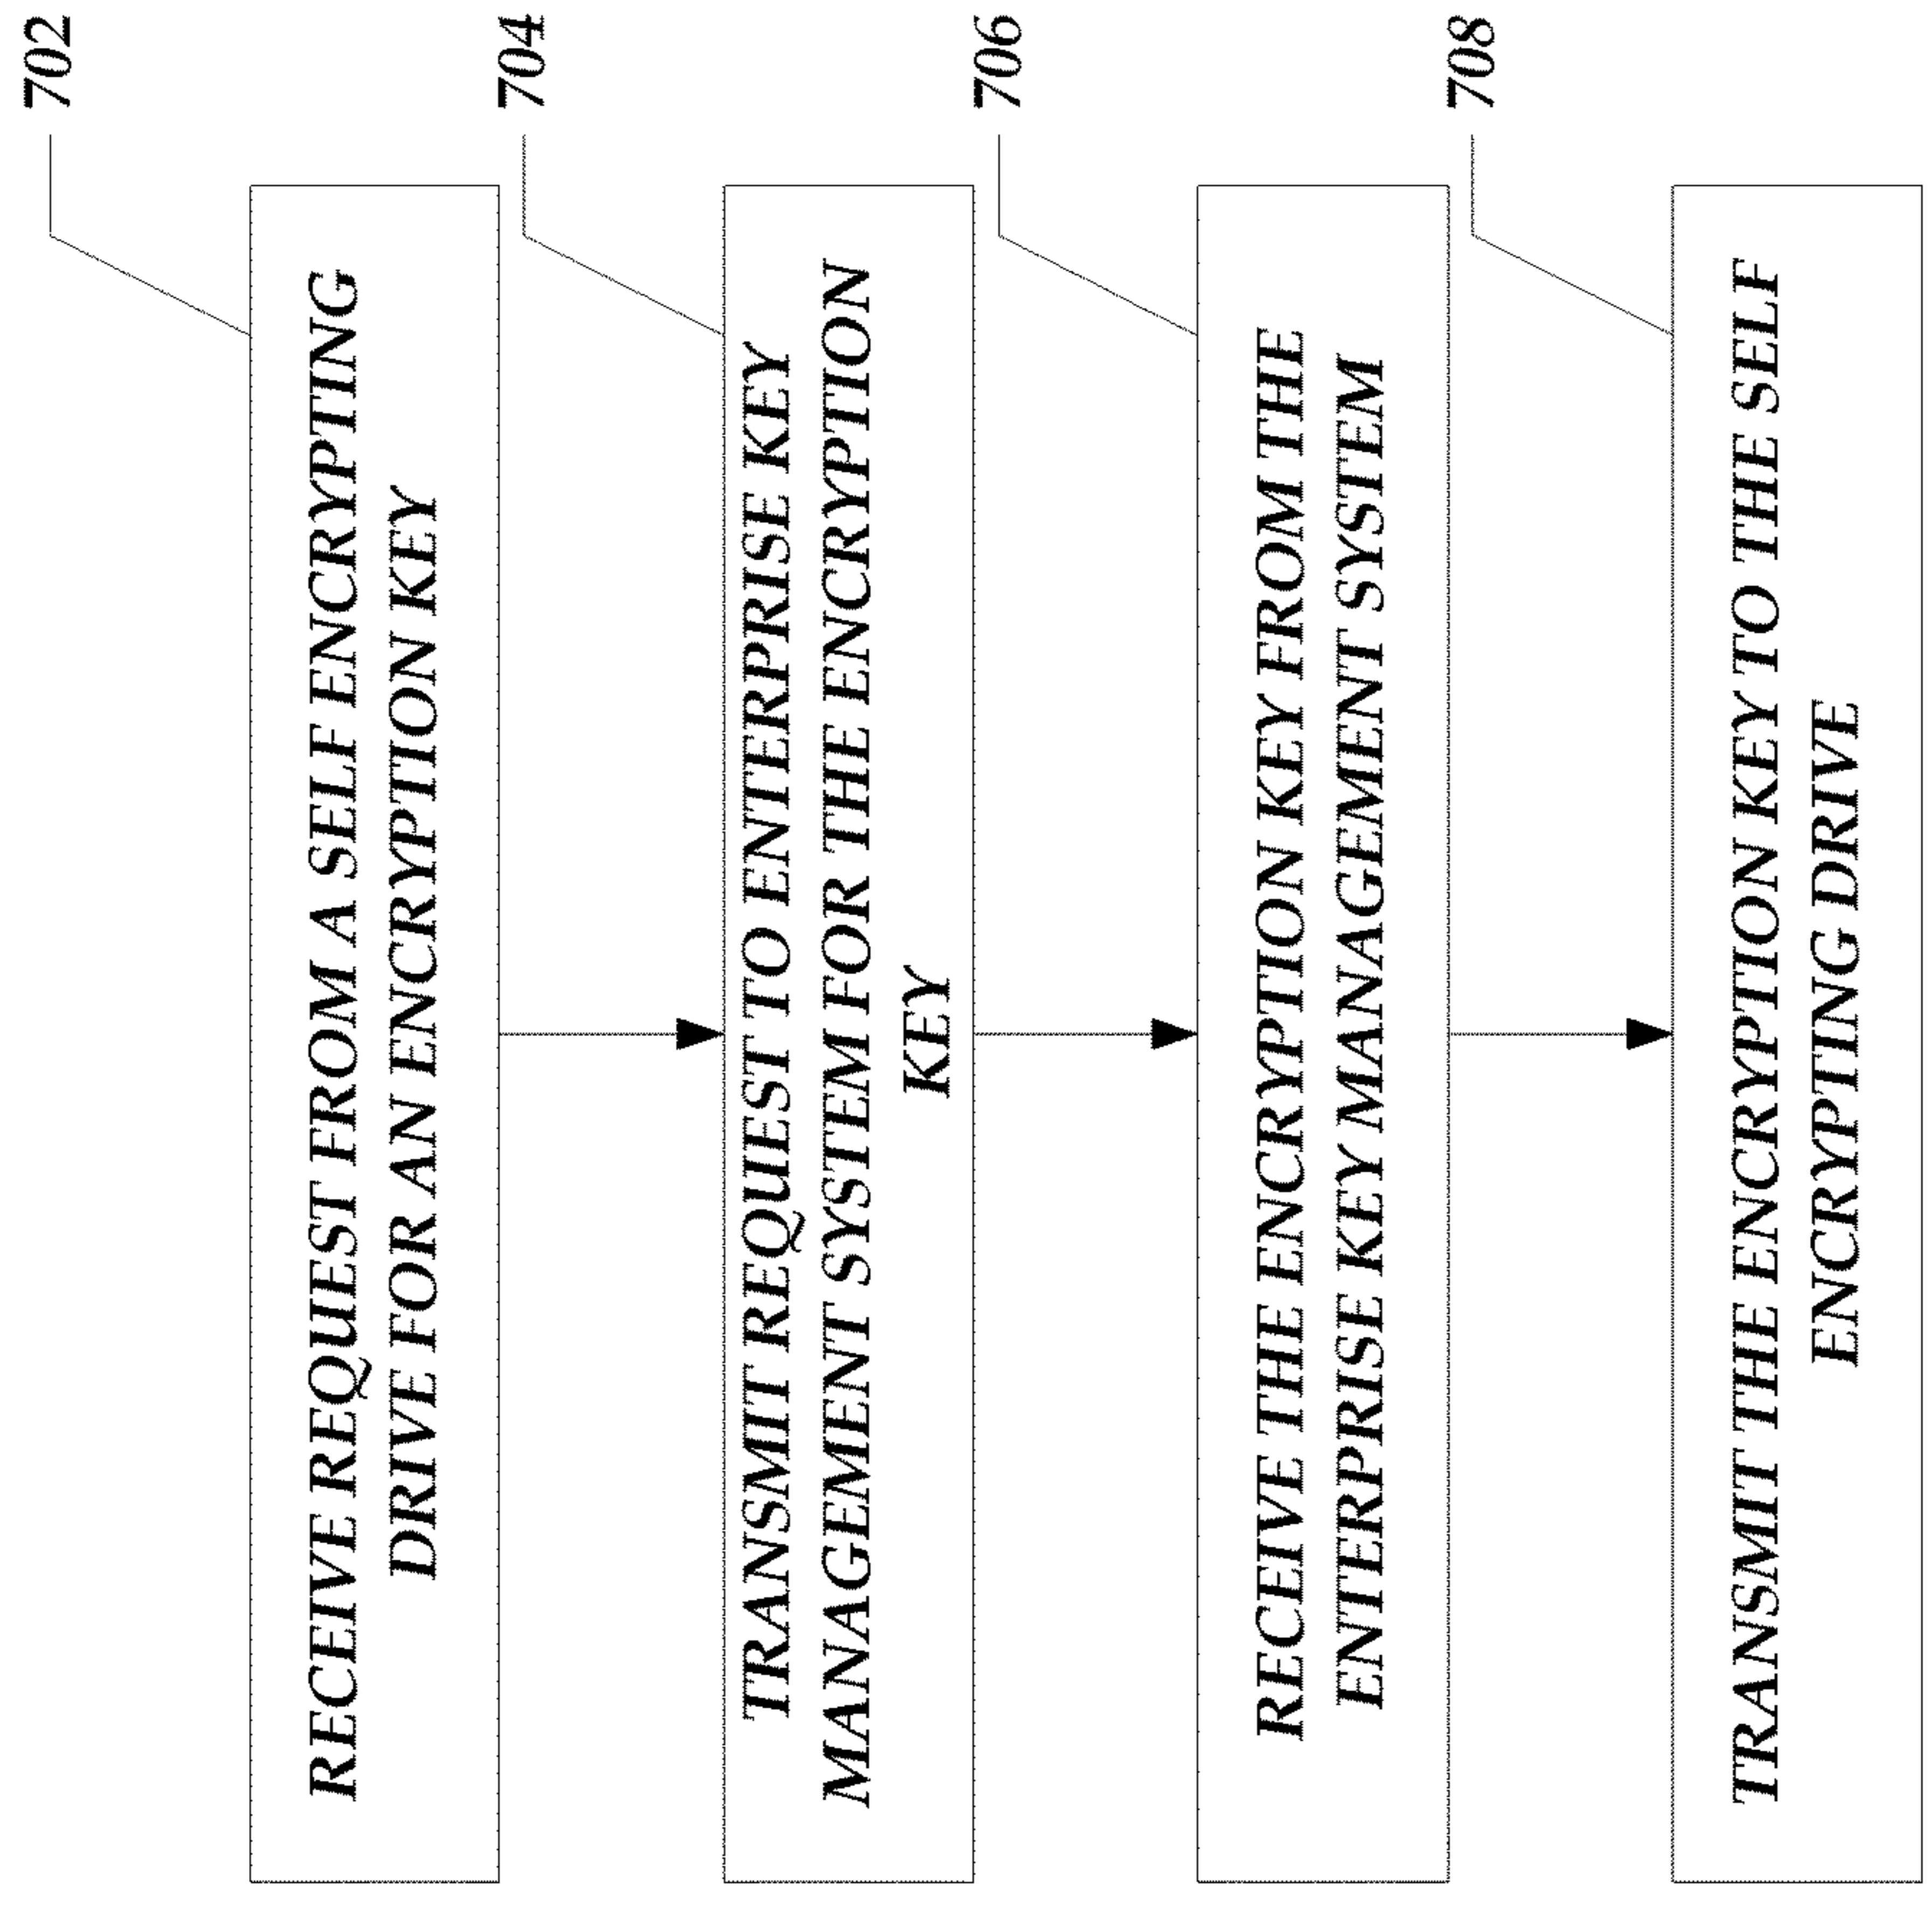 702
RECEIVE REQUEST FROM A SELF ENCRYPTING
DRIVE FOR AN ENCRYPTION KEY
704
TRANSMIT REQUEST TO ENTERPRISE KEY
MANAGEMENT SYSTEM FOR THE ENCRYPTION
KEY
706
RECEIVE THE ENCRYPTION KEY FROM THE
ENTERPRISE KEY MANAGEMENT SYSTEM
708
TRANSMIT THE ENCRYPTION KEY TO THE SELF
ENCRYPTING DRIVE